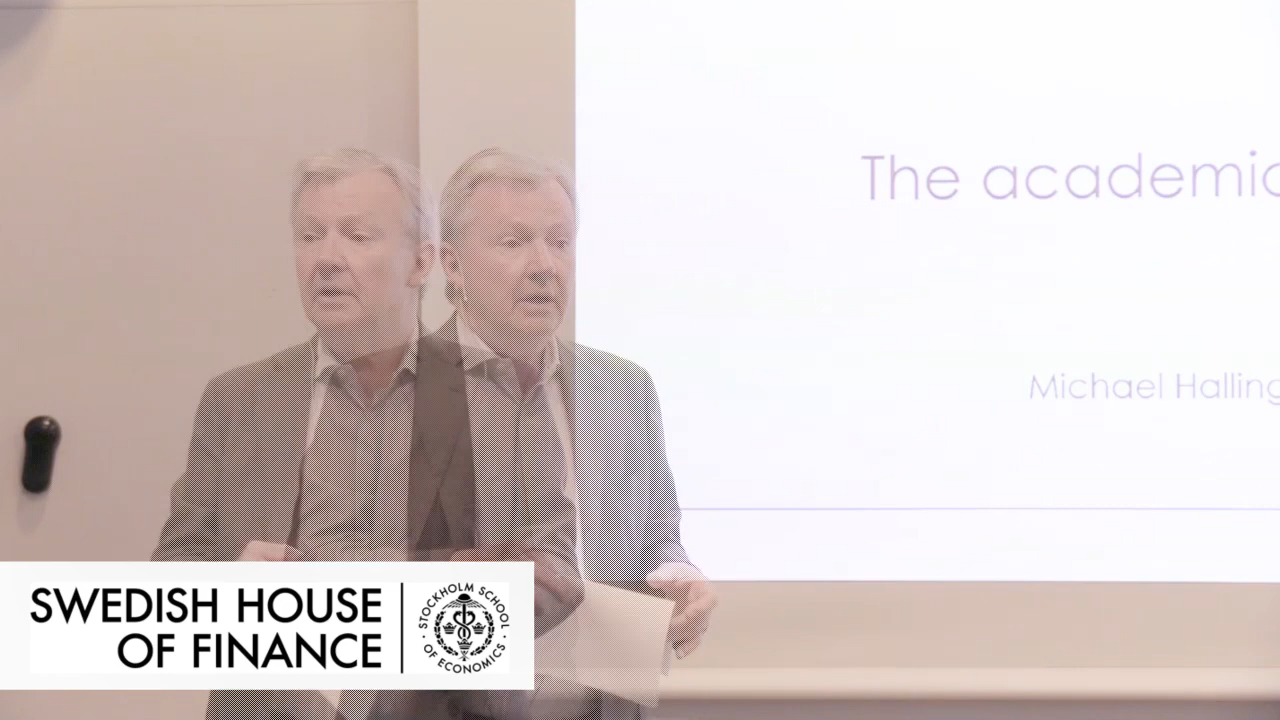 The academic
Michael Halling
SWEDISH HOUSE
OF FINANCE
STOCKHOLM SCHOOL
· OF ECONOMICS ·